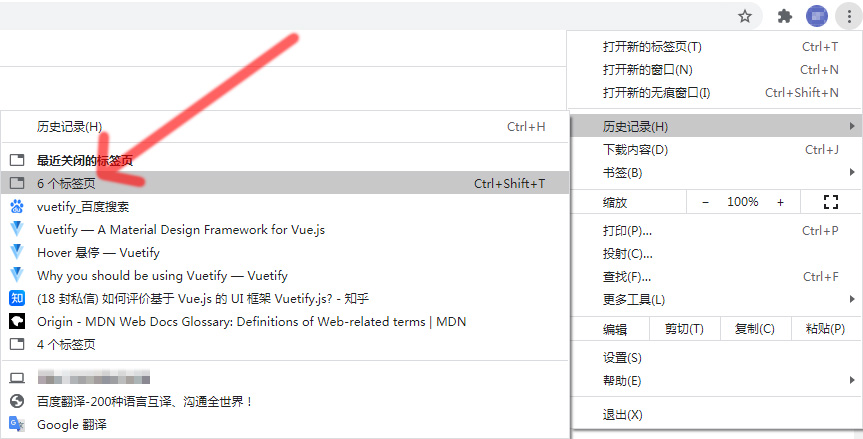 打开新的标签页(T) Ctrl+T
打开新的窗口(N) Ctrl+N
打开新的无痕窗口(I) Ctrl+Shift+N
历史记录(H)
下载内容(D) Ctrl+J
书签(B)
缩放 − 100% +
打印(P)... Ctrl+P
投射(C)...
查找(F)... Ctrl+F
更多工具(L)
编辑 剪切(T) 复制(C) 粘贴(P)
设置(S)
帮助(E)
退出(X)
历史记录(H) Ctrl+H
最近关闭的标签页
6 个标签页 Ctrl+Shift+T
vuetify_百度搜索
Vuetify — A Material Design Framework for Vue.js
Hover 悬停 — Vuetify
Why you should be using Vuetify — Vuetify
知 (18 封私信) 如何评价基于 Vue.js 的 UI 框架 Vuetify.js? - 知乎
Origin - MDN Web Docs Glossary: Definitions of Web-related terms | MDN
4 个标签页
百度翻译-200种语言互译、沟通全世界！
Google 翻译